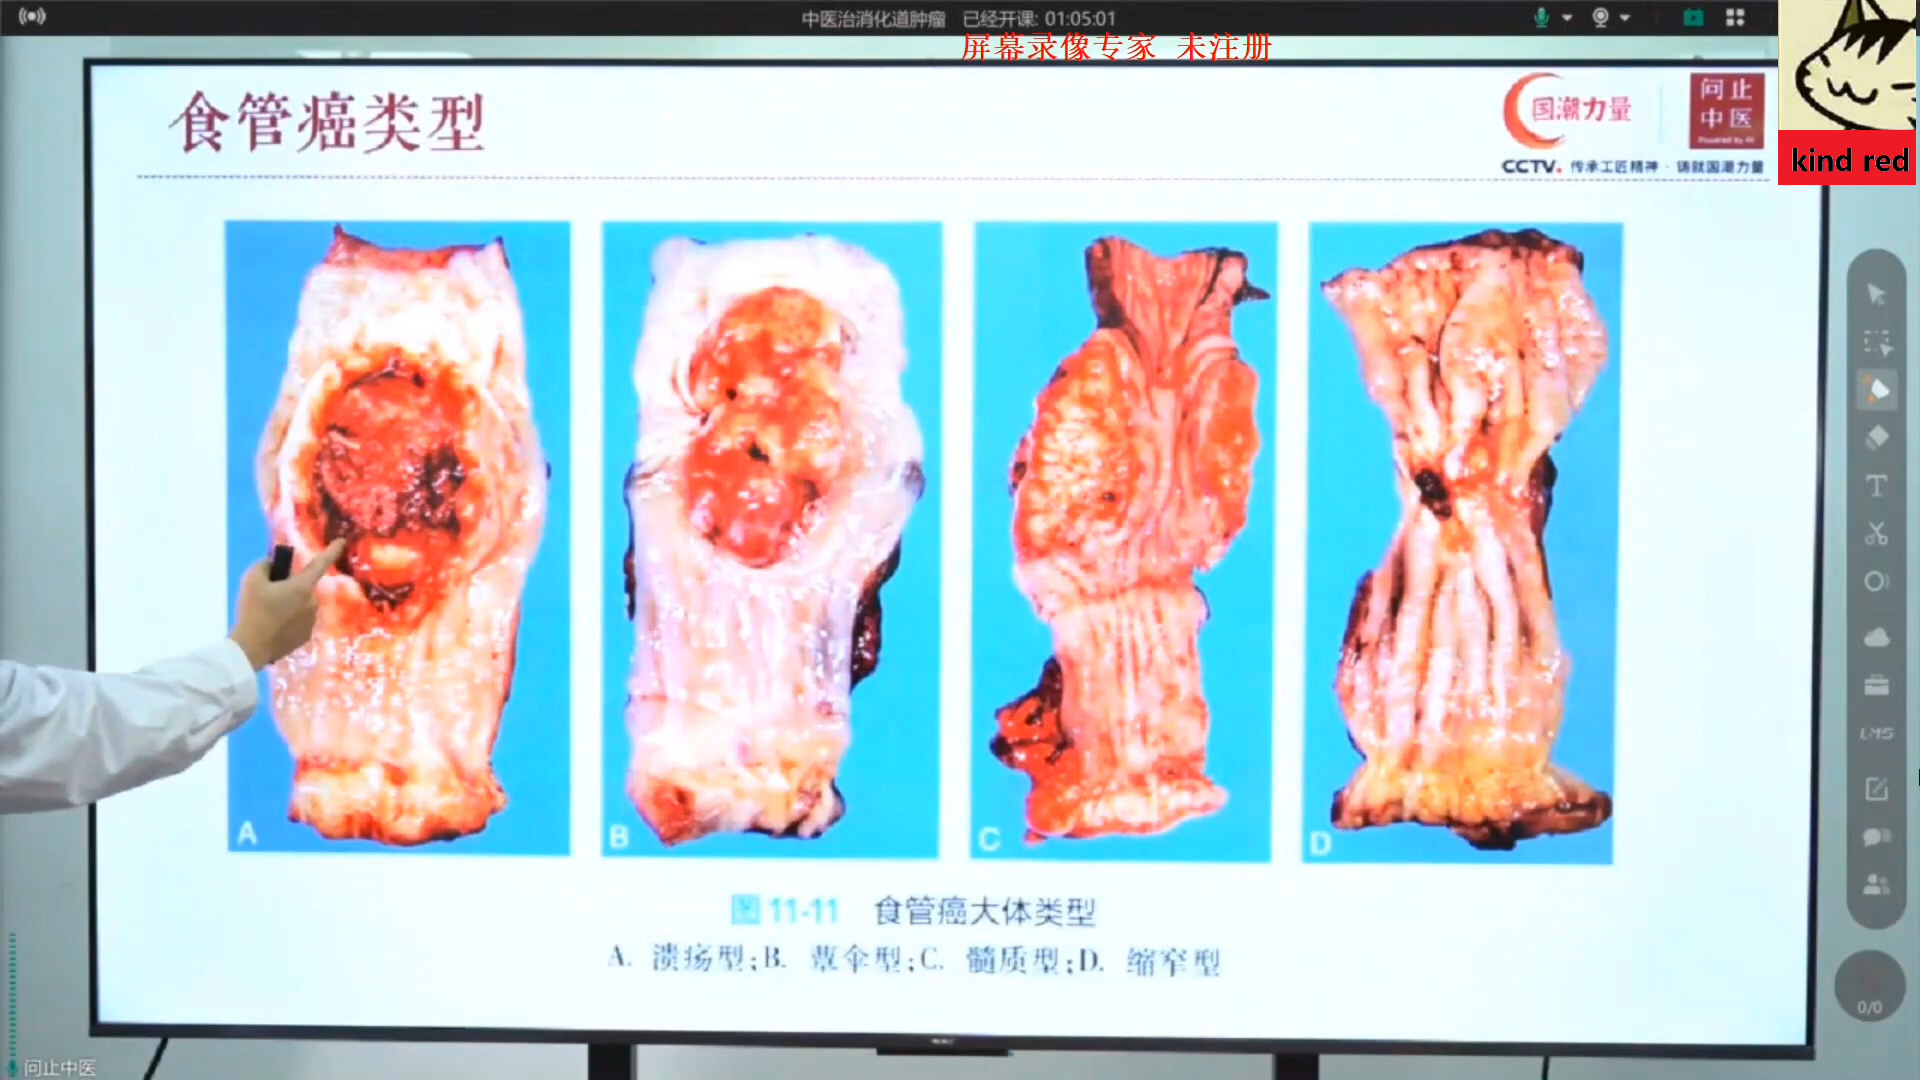 中医治消化道肿瘤 已经开课: 01:05:01
屏幕录像专家 未注册
食管癌类型
国潮力量
问止
中医
Powered by AI
CCTV. 传承工匠精神 · 铸就国潮力量
kind red
A
B
C
D
图 11-11 食管癌大体类型
A. 溃疡型;B. 蕈伞型;C. 髓质型;D. 缩窄型
T
LMS
0/0
问止中医